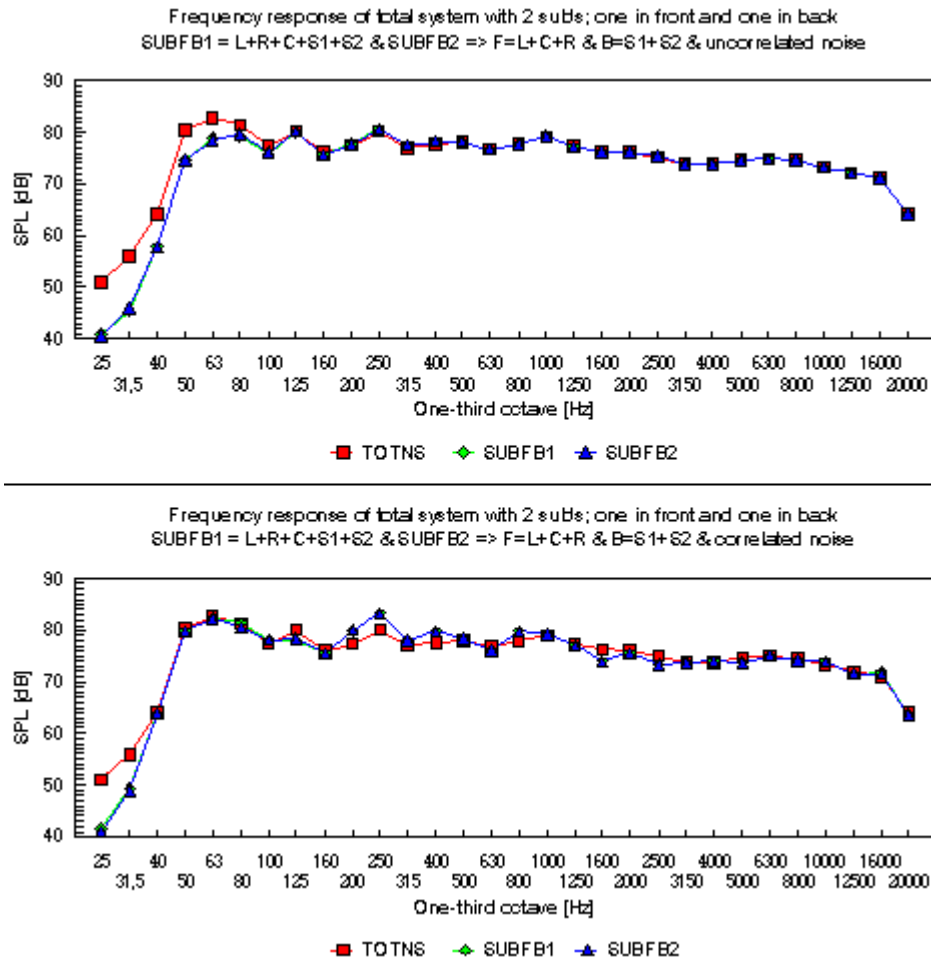 Frequency response of total system with 2 subs; one in front and one in back
SUBFB1 = L+R+C+S1+S2 & SUBFB2 => F=L+C+R & B=S1+S2 & uncorrelated noise
90
80
70
60
50
40
SPL [dB]
25 40 63 100 160 250 400 630 1000 1600 2500 4000 6300 10000 16000
31,5 50 80 125 200 315 500 800 1250 2000 3150 5000 8000 12500 20000
One-third octave [Hz]
TOTNS SUBFB1 SUBFB2
Frequency response of total system with 2 subs; one in front and one in back
SUBFB1 = L+R+C+S1+S2 & SUBFB2 => F=L+C+R & B=S1+S2 & correlated noise
90
80
70
60
50
40
SPL [dB]
25 40 63 100 160 250 400 630 1000 1600 2500 4000 6300 10000 16000
31,5 50 80 125 200 315 500 800 1250 2000 3150 5000 8000 12500 20000
One-third octave [Hz]
TOTNS SUBFB1 SUBFB2